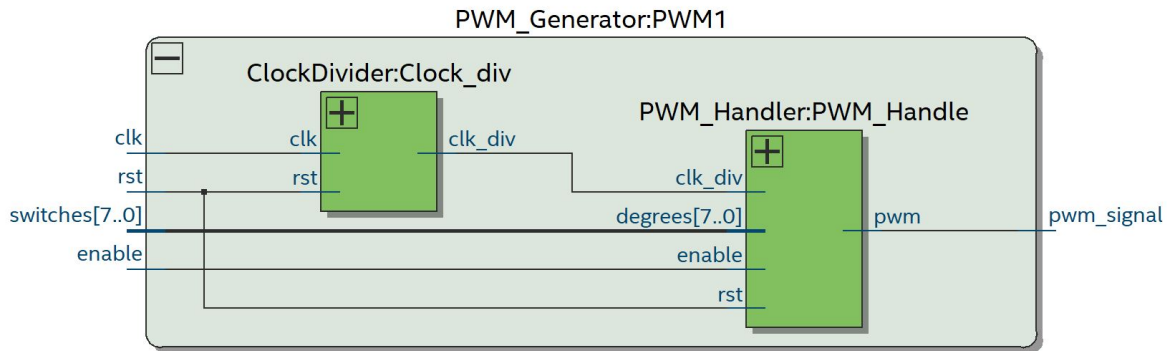 PWM_Generator:PWM1
ClockDivider:Clock_div
PWM_Handler:PWM_Handle
clk
clk
clk_div
rst
rst
clk_div
switches[7..0]
degrees[7..0]
pwm
pwm_signal
enable
enable
rst